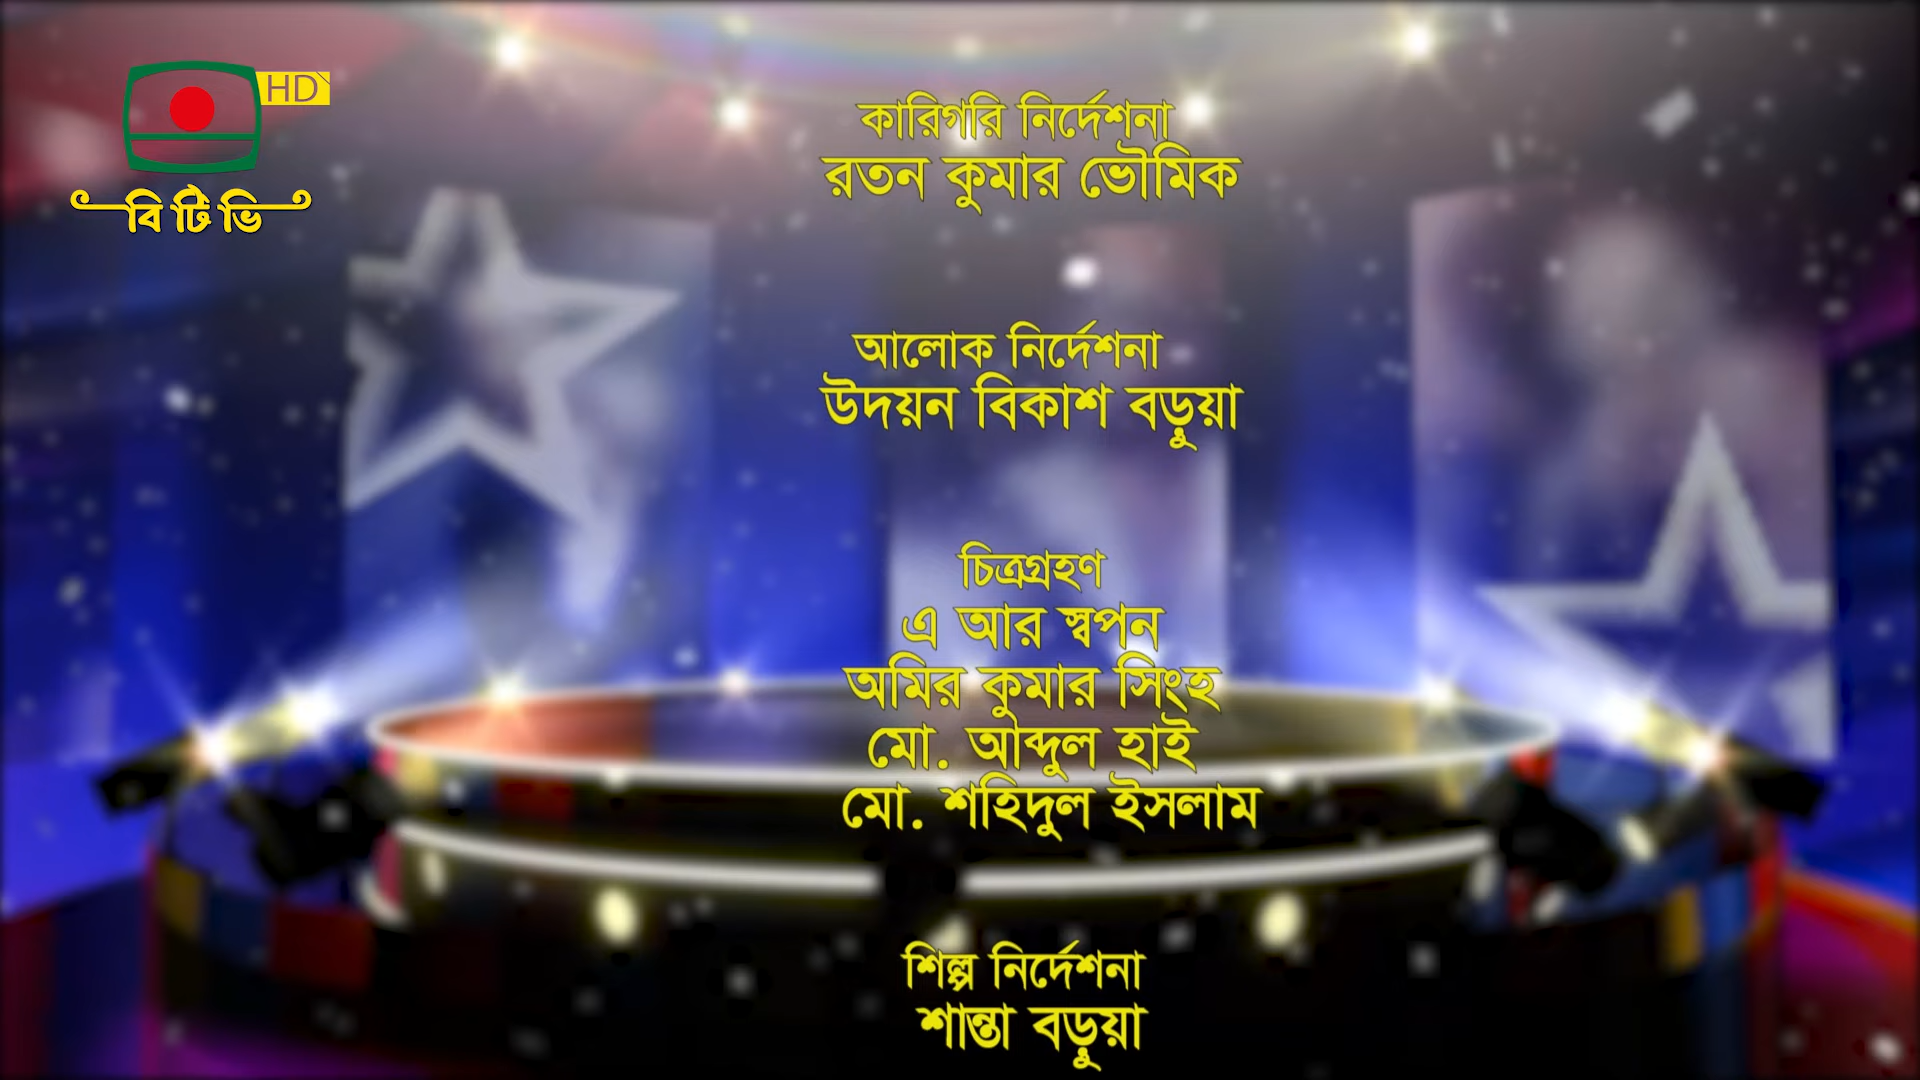 HD
বি টি ভি
কারিগরি নির্দেশনা
রতন কুমার ভৌমিক
আলোক নির্দেশনা
উদয়ন বিকাশ বড়ুয়া
চিত্রগ্রহণ
এ আর স্বপন
অমির কুমার সিংহ
মো. আব্দুল হাই
মো. শহিদুল ইসলাম
শিল্প নির্দেশনা
শান্তা বড়ুয়া